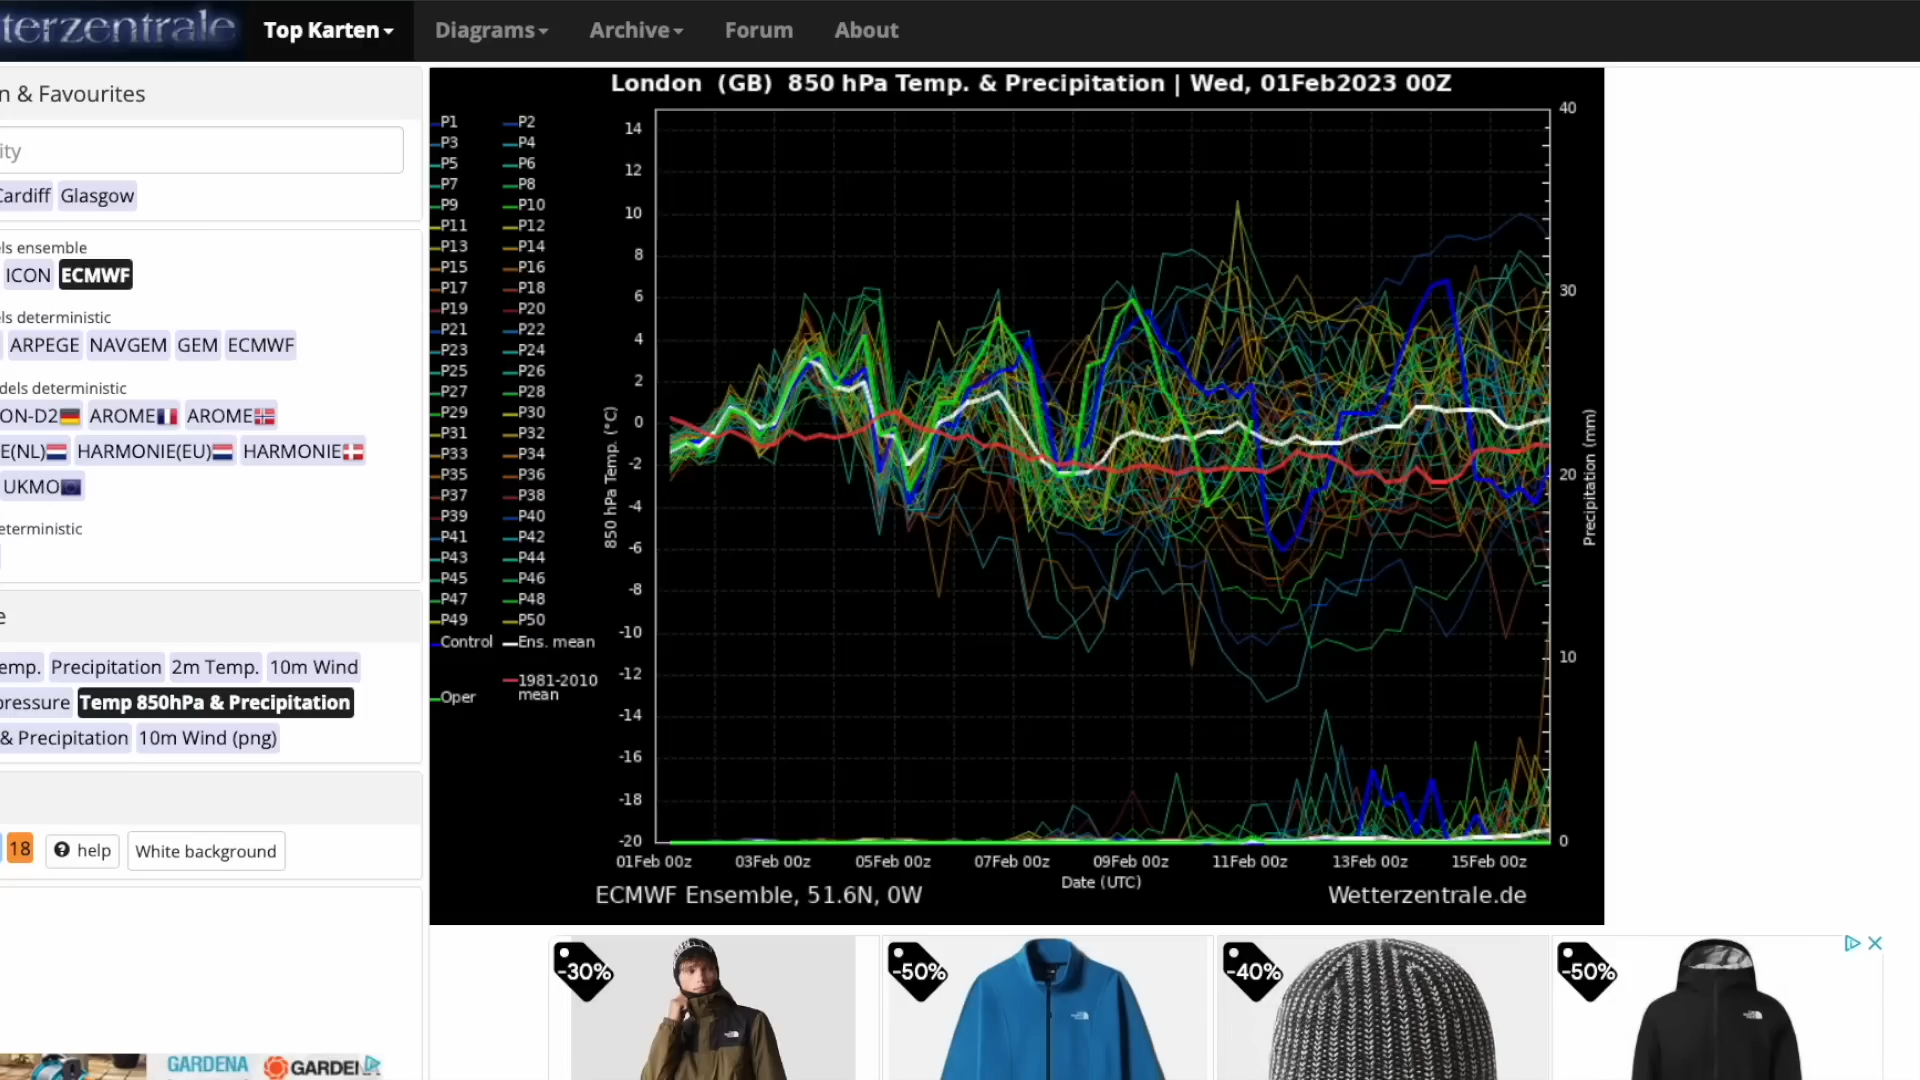 terzentrale
Top Karten
Diagrams
Archive
Forum
About
n & Favourites
ity
Cardiff Glasgow
ls ensemble
ICON ECMWF
ls deterministic
ARPEGE NAVGEM GEM ECMWF
dels deterministic
ON-D2 AROME AROME
E(NL) HARMONIE(EU) HARMONIE
UKMO
eterministic
e
emp. Precipitation 2m Temp. 10m Wind
pressure Temp 850hPa & Precipitation
& Precipitation 10m Wind (png)
18 help White background
London (GB) 850 hPa Temp. & Precipitation | Wed, 01Feb2023 00Z
P1 P2
P3 P4
P5 P6
P7 P8
P9 P10
P11 P12
P13 P14
P15 P16
P17 P18
P19 P20
P21 P22
P23 P24
P25 P26
P27 P28
P29 P30
P31 P32
P33 P34
P35 P36
P37 P38
P39 P40
P41 P42
P43 P44
P45 P46
P47 P48
P49 P50
Control Ens. mean
1981-2010
mean
Oper
850 hPa Temp. (°C)
14
12
10
8
6
4
2
0
-2
-4
-6
-8
-10
-12
-14
-16
-18
-20
40
30
20
10
0
Precipitation (mm)
01Feb 00z 03Feb 00z 05Feb 00z 07Feb 00z 09Feb 00z 11Feb 00z 13Feb 00z 15Feb 00z
Date (UTC)
ECMWF Ensemble, 51.6N, 0W
Wetterzentrale.de
-30% -50% -40% -50%
GARDENA GARDEN